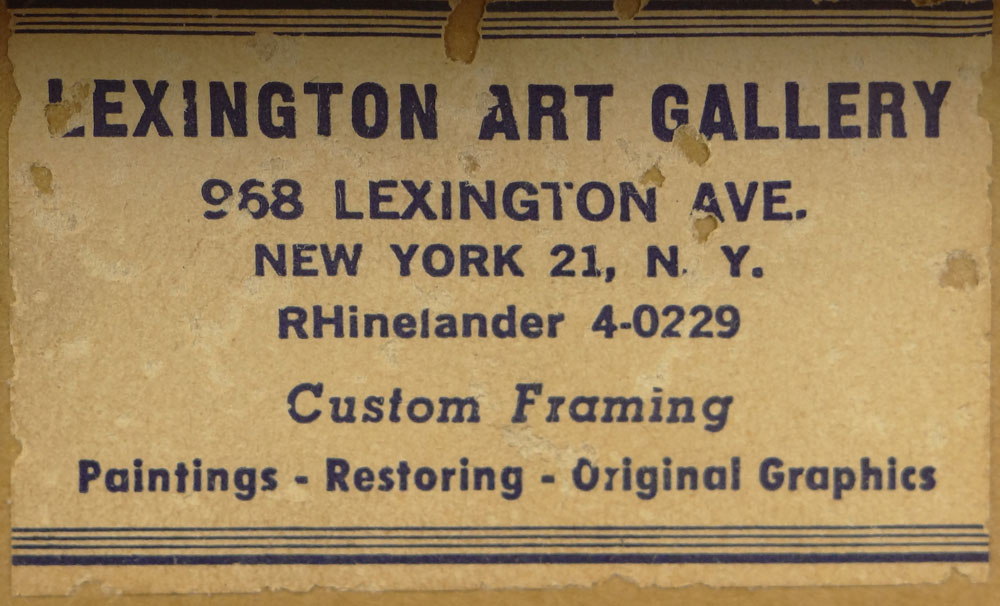 LEXINGTON ART GALLERY
968 LEXINGTON AVE.
NEW YORK 21, N. Y.
RHinelander 4-0229
Custom Framing
Paintings - Restoring - Original Graphics